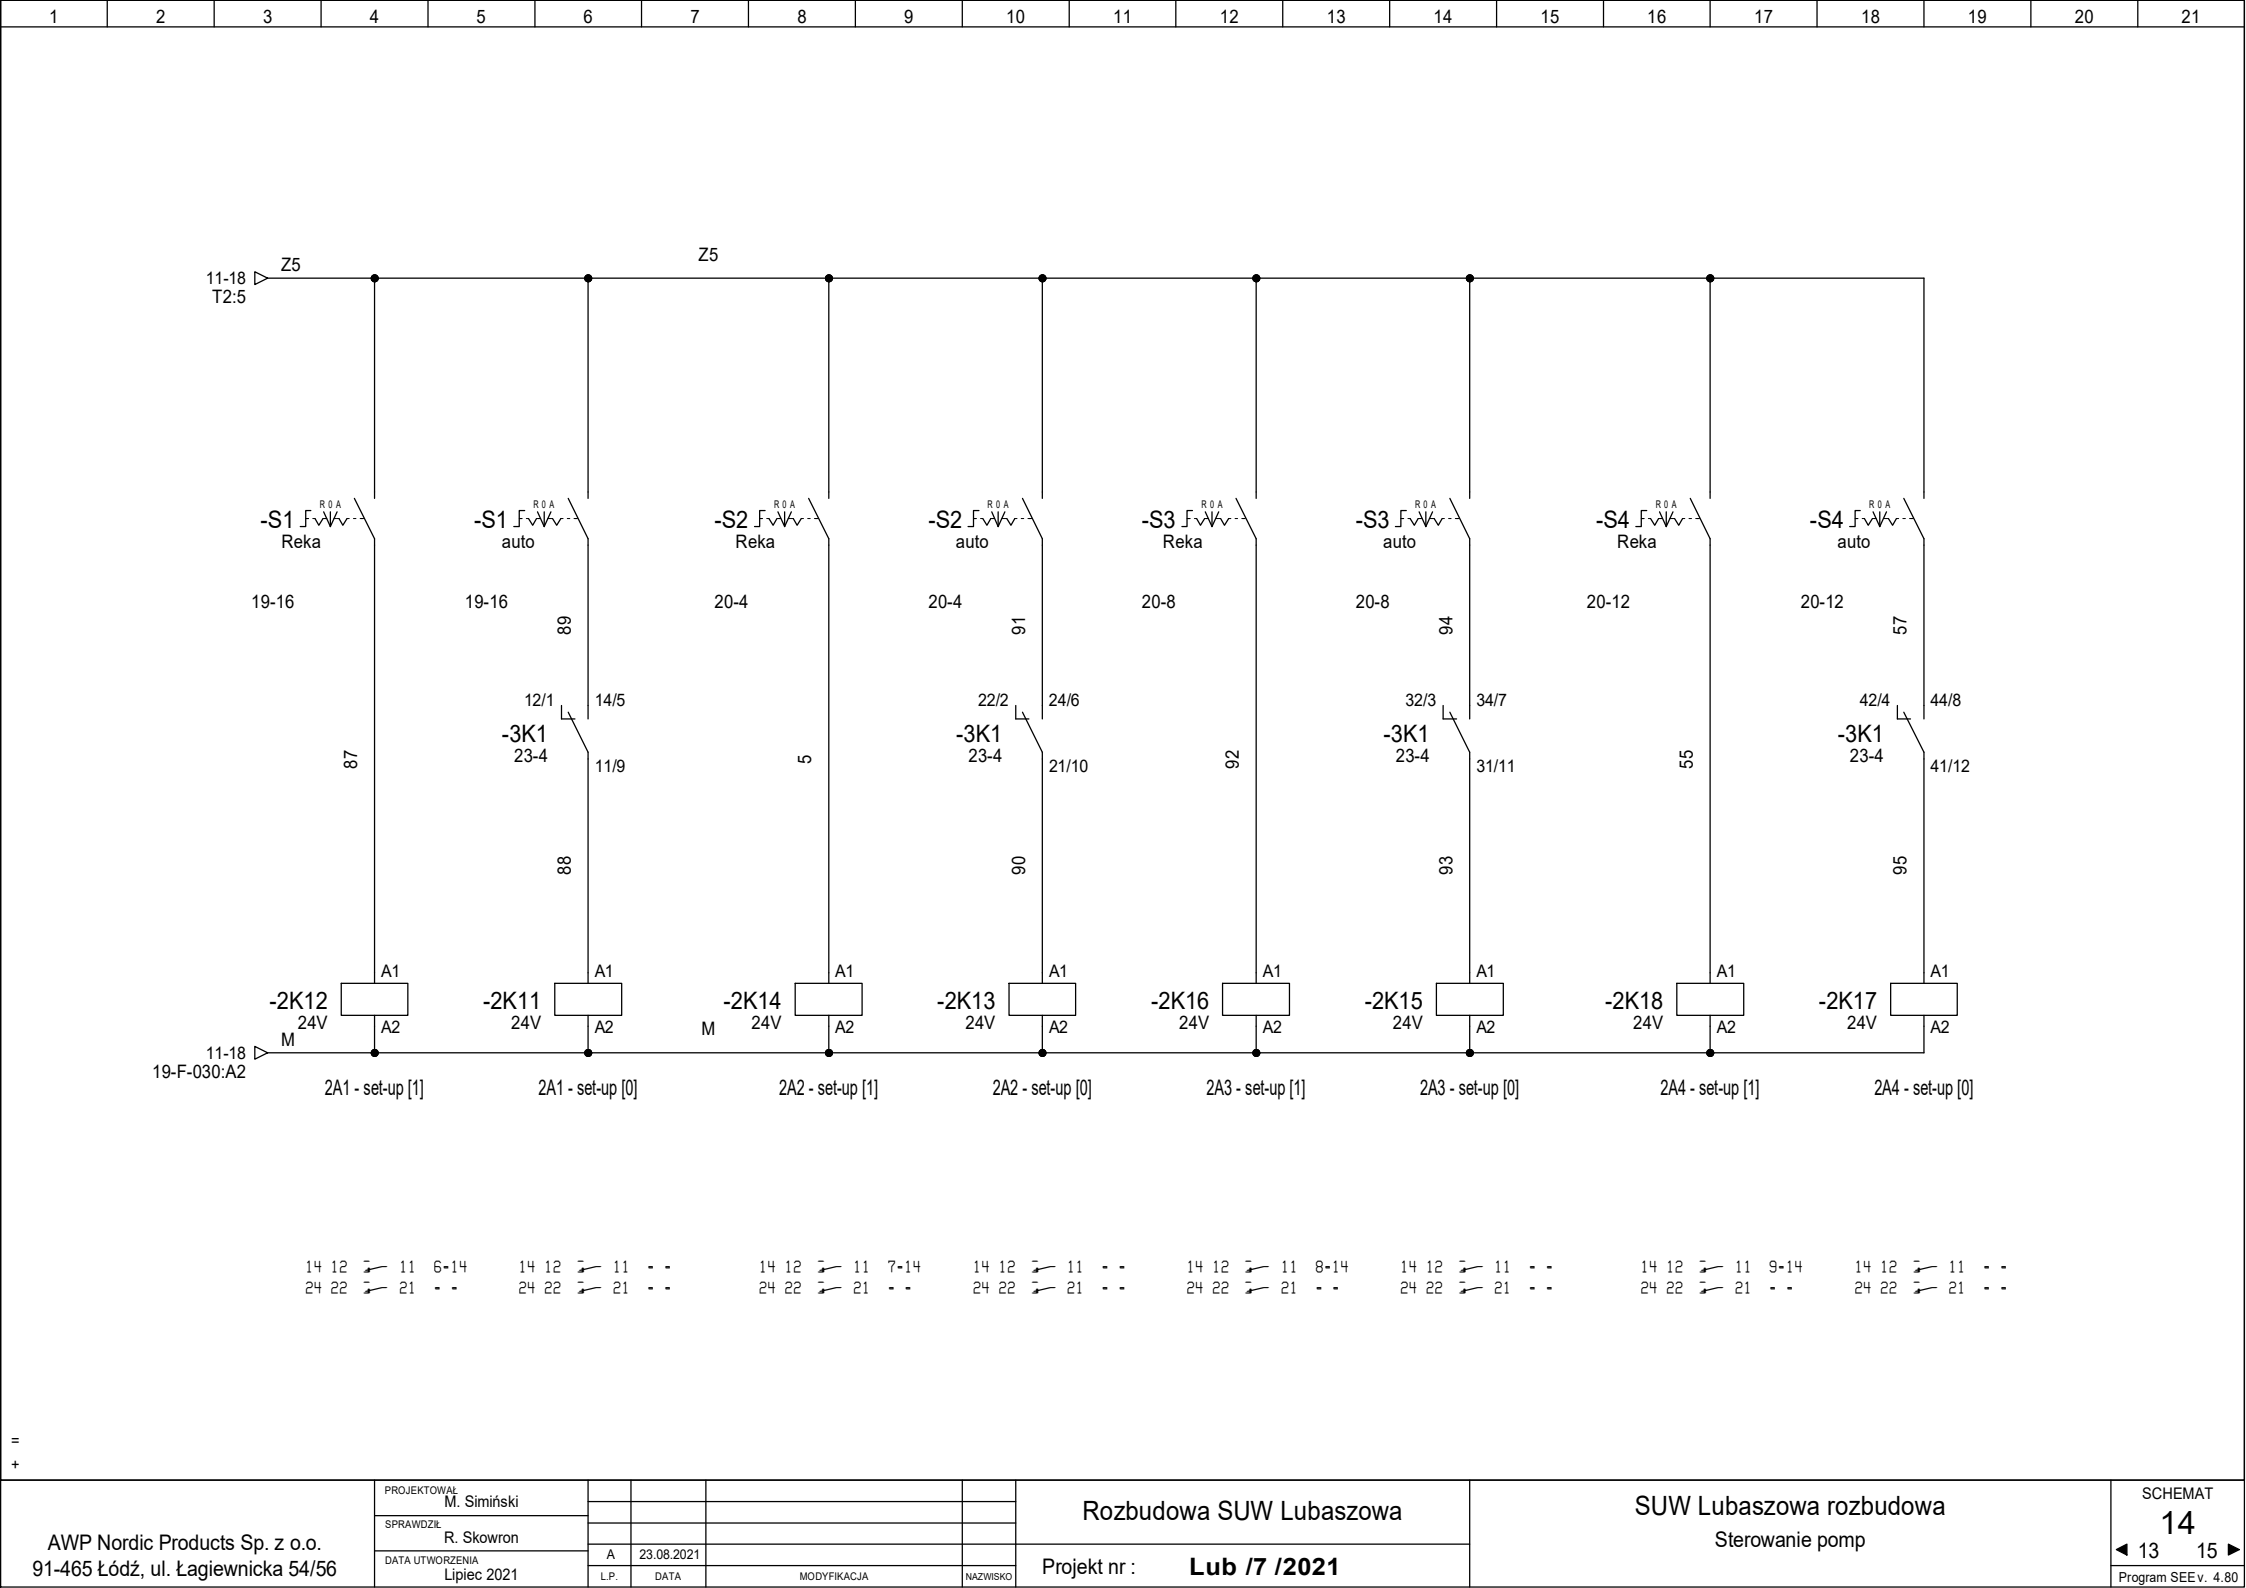 1 2 3 4 5 6 7 8 9 10 11 12 13 14 15 16 17 18 19 20 21
Z5 Z5
11-18
T2:5
R 0 A R 0 A R 0 A R 0 A R 0 A R 0 A R 0 A R 0 A
-S1 -S1 -S2 -S2 -S3 -S3 -S4 -S4
Reka auto Reka auto Reka auto Reka auto
19-16 19-16 20-4 20-4 20-8 20-8 20-12 20-12
89 91 94 57
12/1 14/5 22/2 24/6 32/3 34/7 42/4 44/8
-3K1 -3K1 -3K1 -3K1
23-4 23-4 23-4 23-4
87 5 92 55
11/9 21/10 31/11 41/12
88 90 93 95
A1 A1 A1 A1 A1 A1 A1 A1
-2K12 -2K11 -2K14 -2K13 -2K16 -2K15 -2K18 -2K17
24V 24V 24V 24V 24V 24V 24V 24V
A2 A2 A2 A2 A2 A2 A2 A2
M M
11-18
19-F-030:A2
2A1 - set-up [1] 2A1 - set-up [0] 2A2 - set-up [1] 2A2 - set-up [0] 2A3 - set-up [1] 2A3 - set-up [0] 2A4 - set-up [1] 2A4 - set-up [0]
14 12 11 6-14 14 12 11 - - 14 12 11 7-14 14 12 11 - - 14 12 11 8-14 14 12 11 - - 14 12 11 9-14 14 12 11 - -
24 22 21 - - 24 22 21 - - 24 22 21 - - 24 22 21 - - 24 22 21 - - 24 22 21 - - 24 22 21 - - 24 22 21 - -
=
+
AWP Nordic Products Sp. z o.o.
91-465 Łódź, ul. Łagiewnicka 54/56
PROJEKTOWAŁ
M. Simiński
SPRAWDZIŁ
R. Skowron
DATA UTWORZENIA
Lipiec 2021
A 23.08.2021
L.P. DATA MODYFIKACJA NAZWISKO
Rozbudowa SUW Lubaszowa
Projekt nr : Lub /7 /2021
SUW Lubaszowa rozbudowa
Sterowanie pomp
SCHEMAT
14
13 15
Program SEE v. 4.80